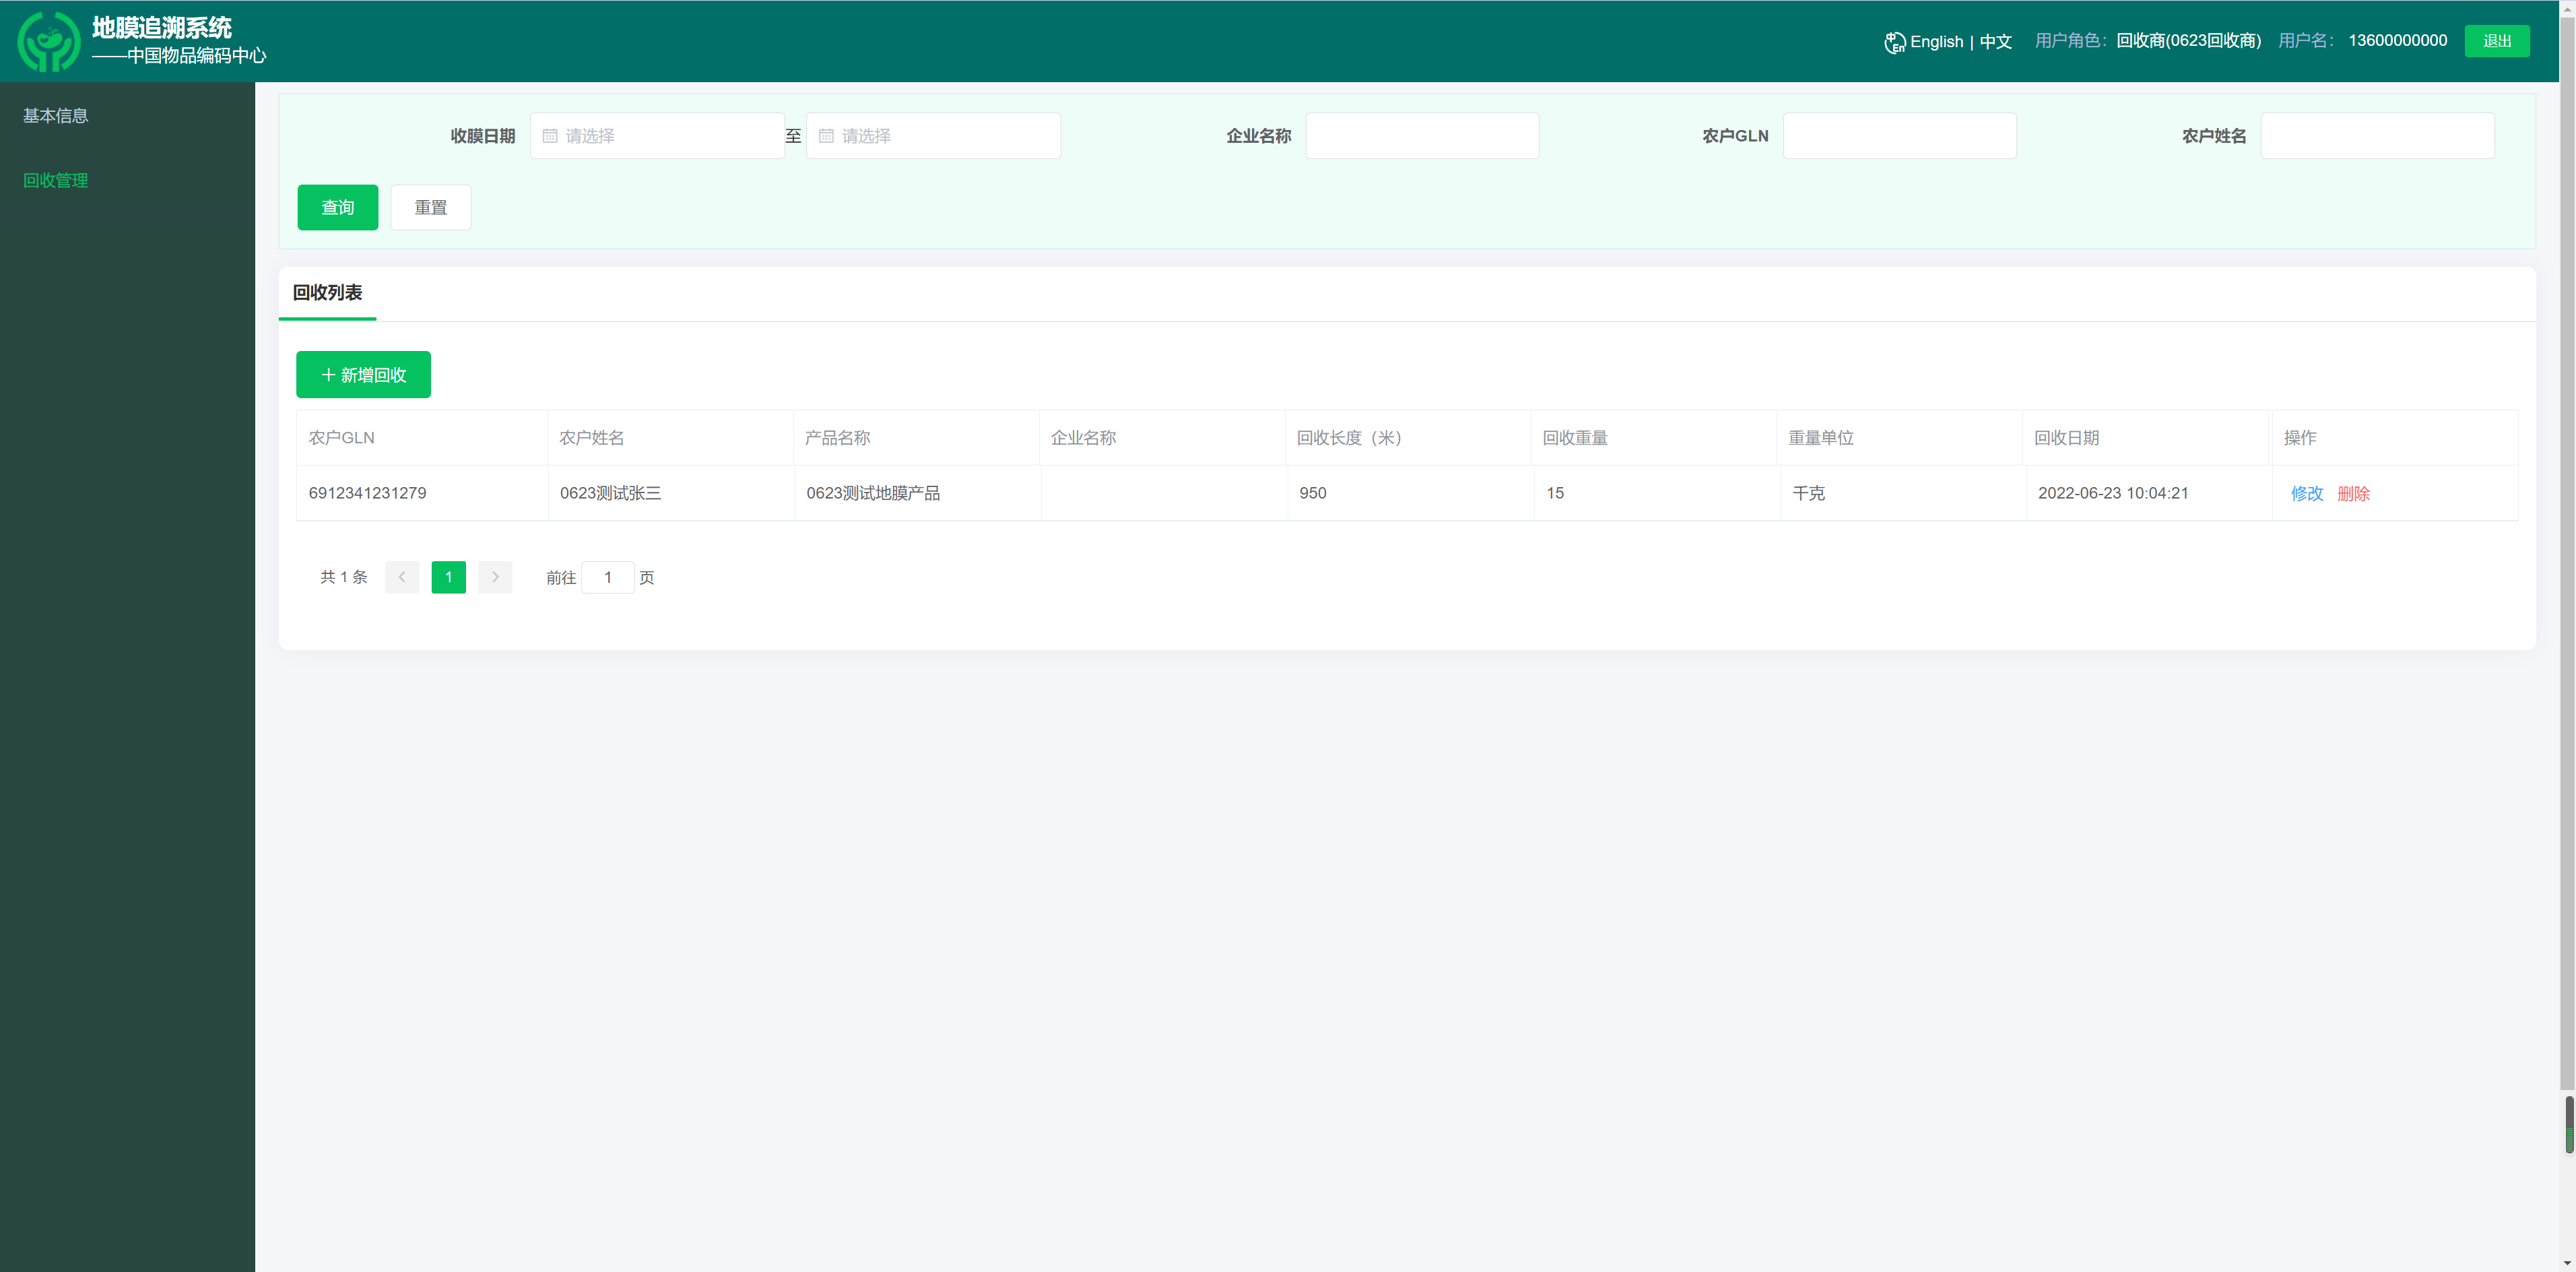 地膜追溯系统
——中国物品编码中心
English | 中文 用户角色： 回收商(0623回收商) 用户名： 13600000000 退出
基本信息
回收管理
收膜日期 请选择 至 请选择 企业名称 农户GLN 农户姓名
查询 重置
回收列表
新增回收
农户GLN 农户姓名 产品名称 企业名称 回收长度（米） 回收重量 重量单位 回收日期 操作
6912341231279 0623测试张三 0623测试地膜产品 950 15 千克 2022-06-23 10:04:21 修改 删除
共 1 条 1 前往 1 页